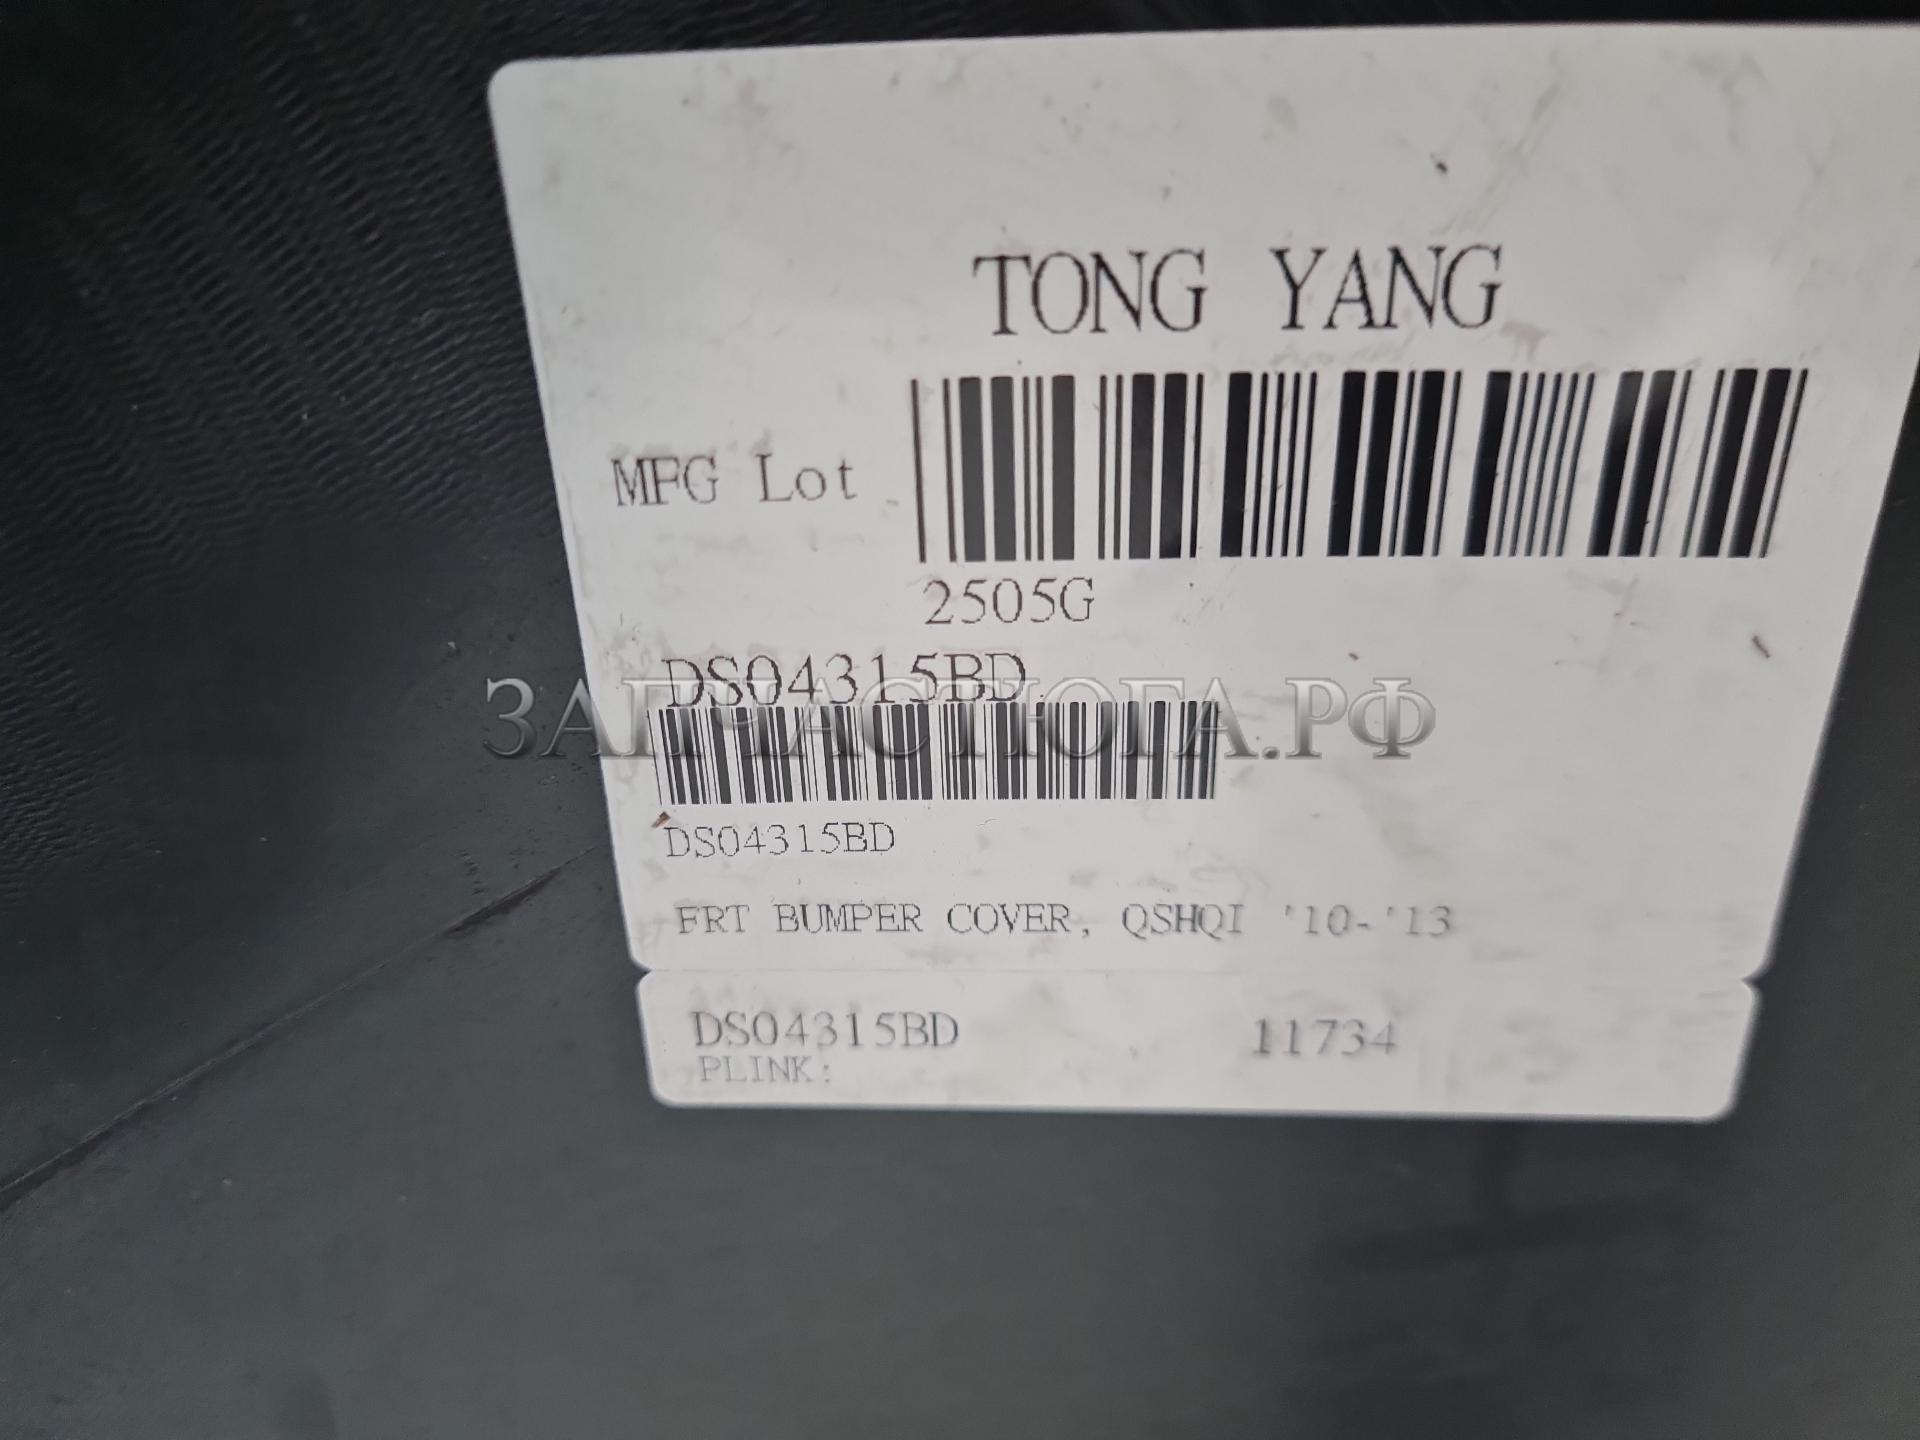 TONG YANG
MFG Lot
2505G
DS04315BD
ЗАПЧАСТЮГА.РФ
DS04315BD
FRT BUMPER COVER, QSHQI '10-'13
DS04315BD 11734
PLINK: